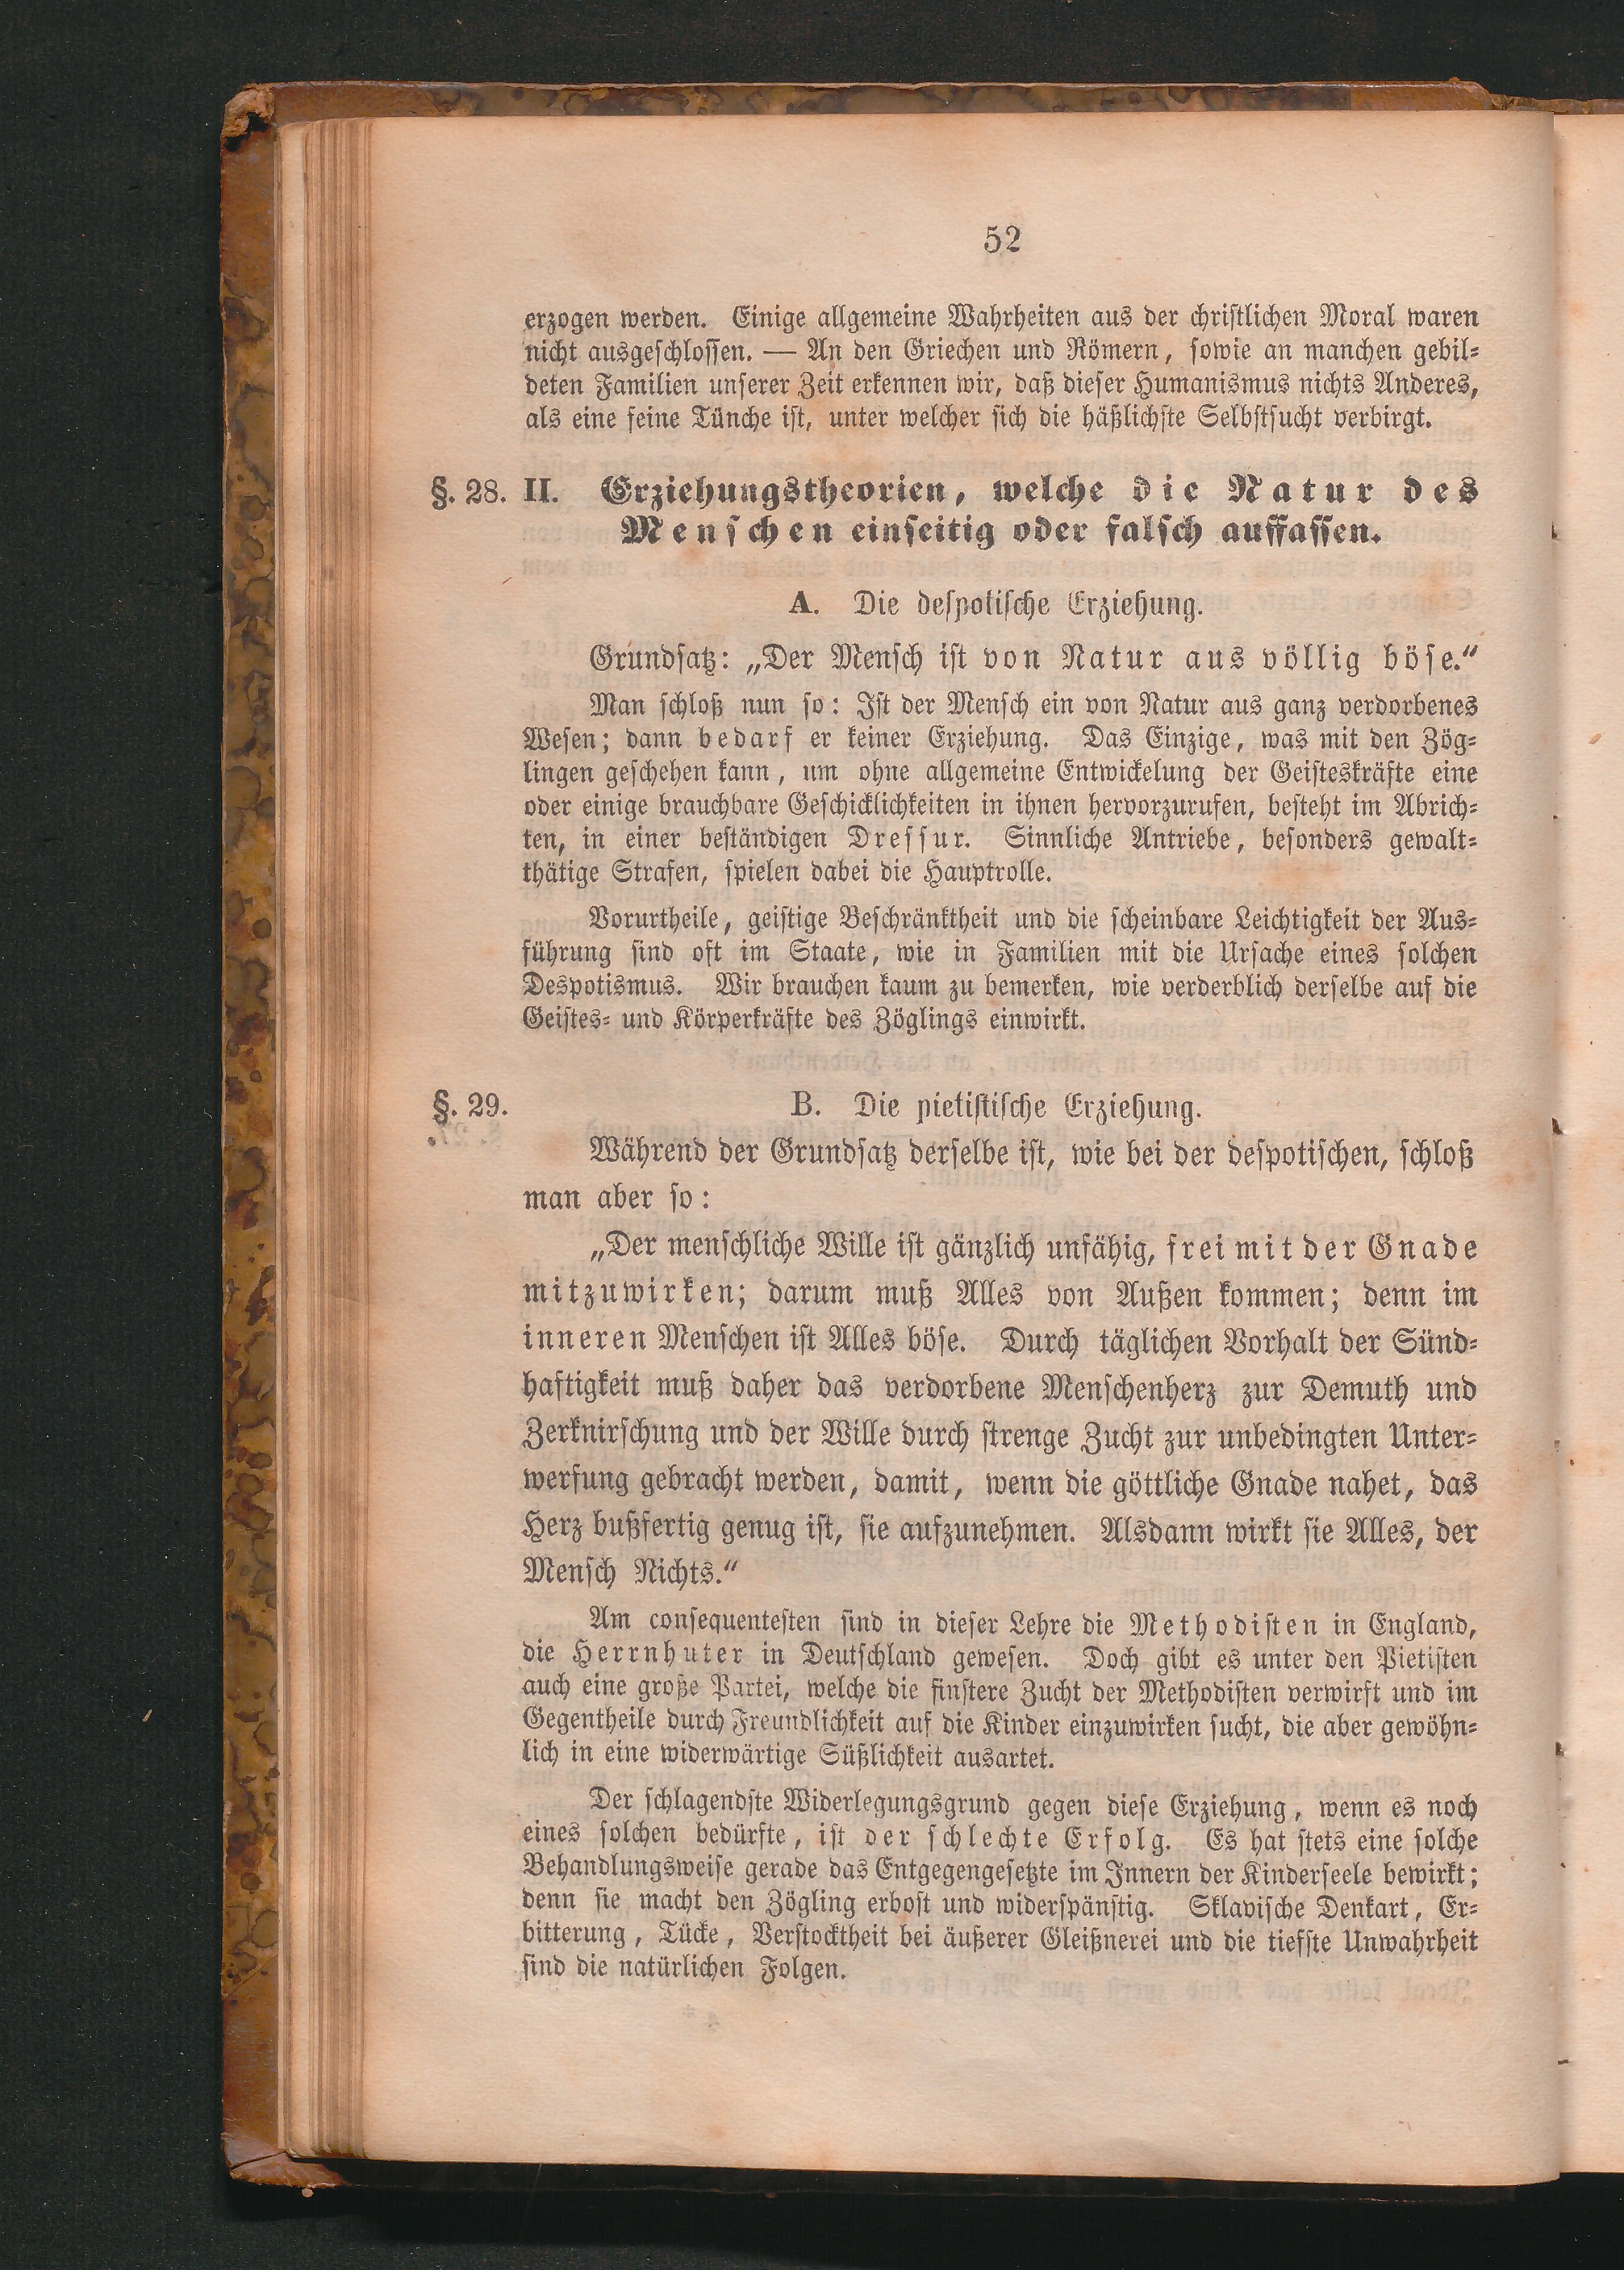 52
erzogen werden. Einige allgemeine Wahrheiten aus der christlichen Moral waren
nicht ausgeschlossen. — An den Griechen und Römern, sowie an manchen gebil-
deten Familien unserer Zeit erkennen wir, daß dieser Humanismus nichts Anderes,
als eine feine Tünche ist, unter welcher sich die häßlichste Selbstsucht verbirgt.
§. 28. II. Erziehungstheorien, welche die Natur des
Menschen einseitig oder falsch auffassen.
A. Die despotische Erziehung.
Grundsatz: „Der Mensch ist von Natur aus völlig böse.“
Man schloß nun so: Ist der Mensch ein von Natur aus ganz verdorbenes
Wesen; dann bedarf er keiner Erziehung. Das Einzige, was mit den Zög-
lingen geschehen kann, um ohne allgemeine Entwickelung der Geisteskräfte eine
oder einige brauchbare Geschicklichkeiten in ihnen hervorzurufen, besteht im Abrich-
ten, in einer beständigen Dressur. Sinnliche Antriebe, besonders gewalt-
thätige Strafen, spielen dabei die Hauptrolle.
Vorurtheile, geistige Beschränktheit und die scheinbare Leichtigkeit der Aus-
führung sind oft im Staate, wie in Familien mit die Ursache eines solchen
Despotismus. Wir brauchen kaum zu bemerken, wie verderblich derselbe auf die
Geistes- und Körperkräfte des Zöglings einwirkt.
§. 29. B. Die pietistische Erziehung.
Während der Grundsatz derselbe ist, wie bei der despotischen, schloß
man aber so:
„Der menschliche Wille ist gänzlich unfähig, frei mit der Gnade
mitzuwirken; darum muß Alles von Außen kommen; denn im
inneren Menschen ist Alles böse. Durch täglichen Vorhalt der Sünd-
haftigkeit muß daher das verdorbene Menschenherz zur Demuth und
Zerknirschung und der Wille durch strenge Zucht zur unbedingten Unter-
werfung gebracht werden, damit, wenn die göttliche Gnade nahet, das
Herz bußfertig genug ist, sie aufzunehmen. Alsdann wirkt sie Alles, der
Mensch Nichts.“
Am consequentesten sind in dieser Lehre die Methodisten in England,
die Herrnhuter in Deutschland gewesen. Doch gibt es unter den Pietisten
auch eine große Partei, welche die finstere Zucht der Methodisten verwirft und im
Gegentheile durch Freundlichkeit auf die Kinder einzuwirken sucht, die aber gewöhn-
lich in eine widerwärtige Süßlichkeit ausartet.
Der schlagendste Widerlegungsgrund gegen diese Erziehung, wenn es noch
eines solchen bedürfte, ist der schlechte Erfolg. Es hat stets eine solche
Behandlungsweise gerade das Entgegengesetzte im Innern der Kinderseele bewirkt;
denn sie macht den Zögling erbost und widerspänstig. Sklavische Denkart, Er-
bitterung, Tücke, Verstocktheit bei äußerer Gleißnerei und die tiefste Unwahrheit
sind die natürlichen Folgen.